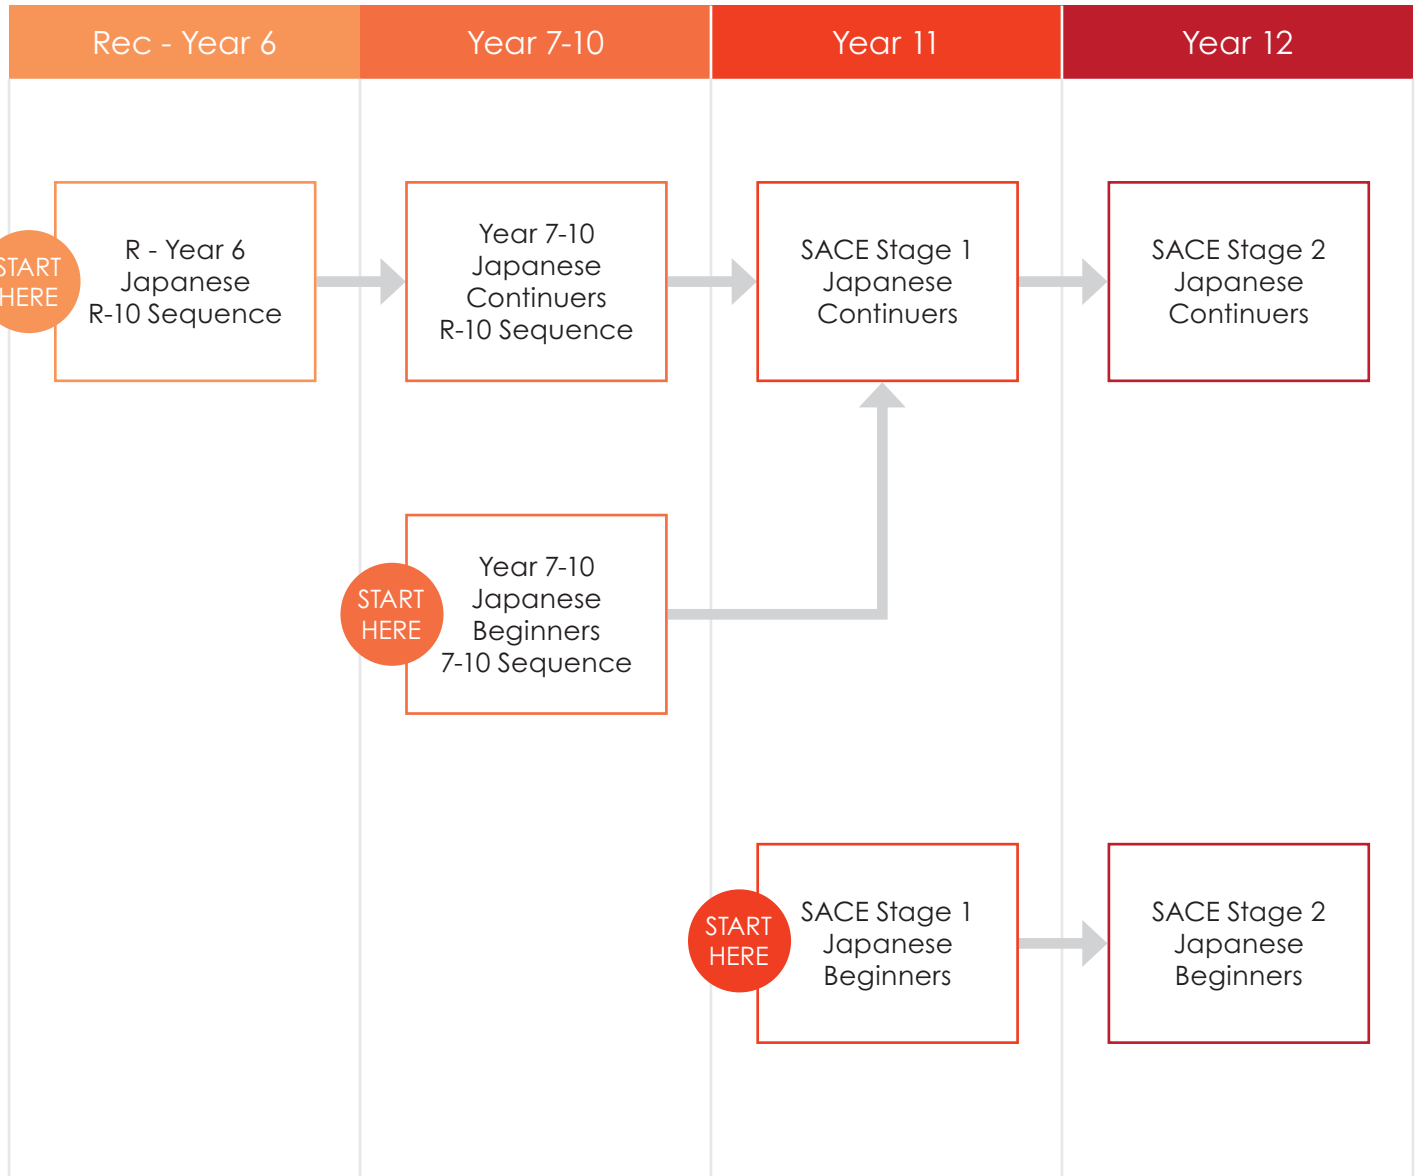 Rec - Year 6
Year 7-10
Year 11
Year 12
START
HERE
R - Year 6
Japanese
R-10 Sequence
Year 7-10
Japanese
Continuers
R-10 Sequence
SACE Stage 1
Japanese
Continuers
SACE Stage 2
Japanese
Continuers
START
HERE
Year 7-10
Japanese
Beginners
7-10 Sequence
START
HERE
SACE Stage 1
Japanese
Beginners
SACE Stage 2
Japanese
Beginners